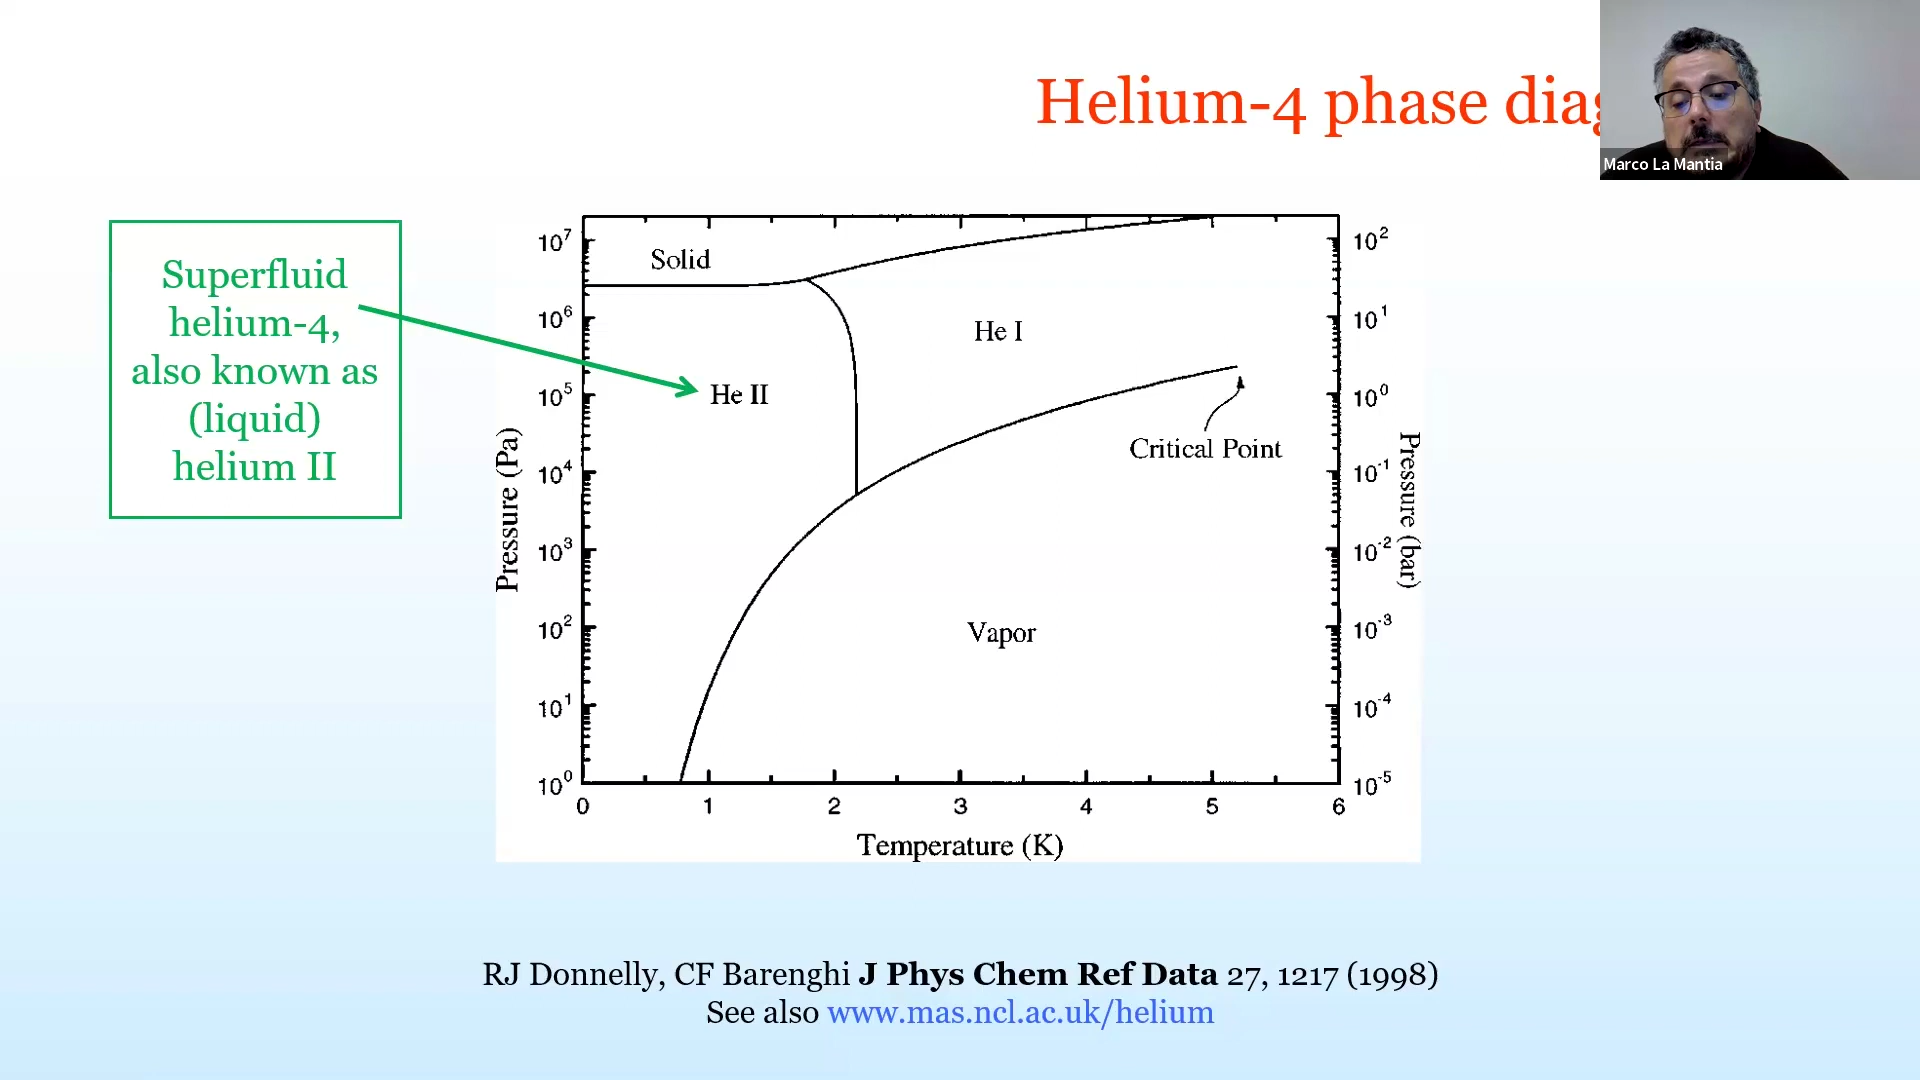 Helium-4 phase diag
Marco La Mantia
Superfluid
helium-4,
also known as
(liquid)
helium II
Solid
He I
He II
Critical Point
Vapor
Pressure (Pa)
10⁷
10⁶
10⁵
10⁴
10³
10²
10¹
10⁰
Pressure (bar)
10²
10¹
10⁰
10⁻¹
10⁻²
10⁻³
10⁻⁴
10⁻⁵
0 1 2 3 4 5 6
Temperature (K)
RJ Donnelly, CF Barenghi J Phys Chem Ref Data 27, 1217 (1998)
See also www.mas.ncl.ac.uk/helium